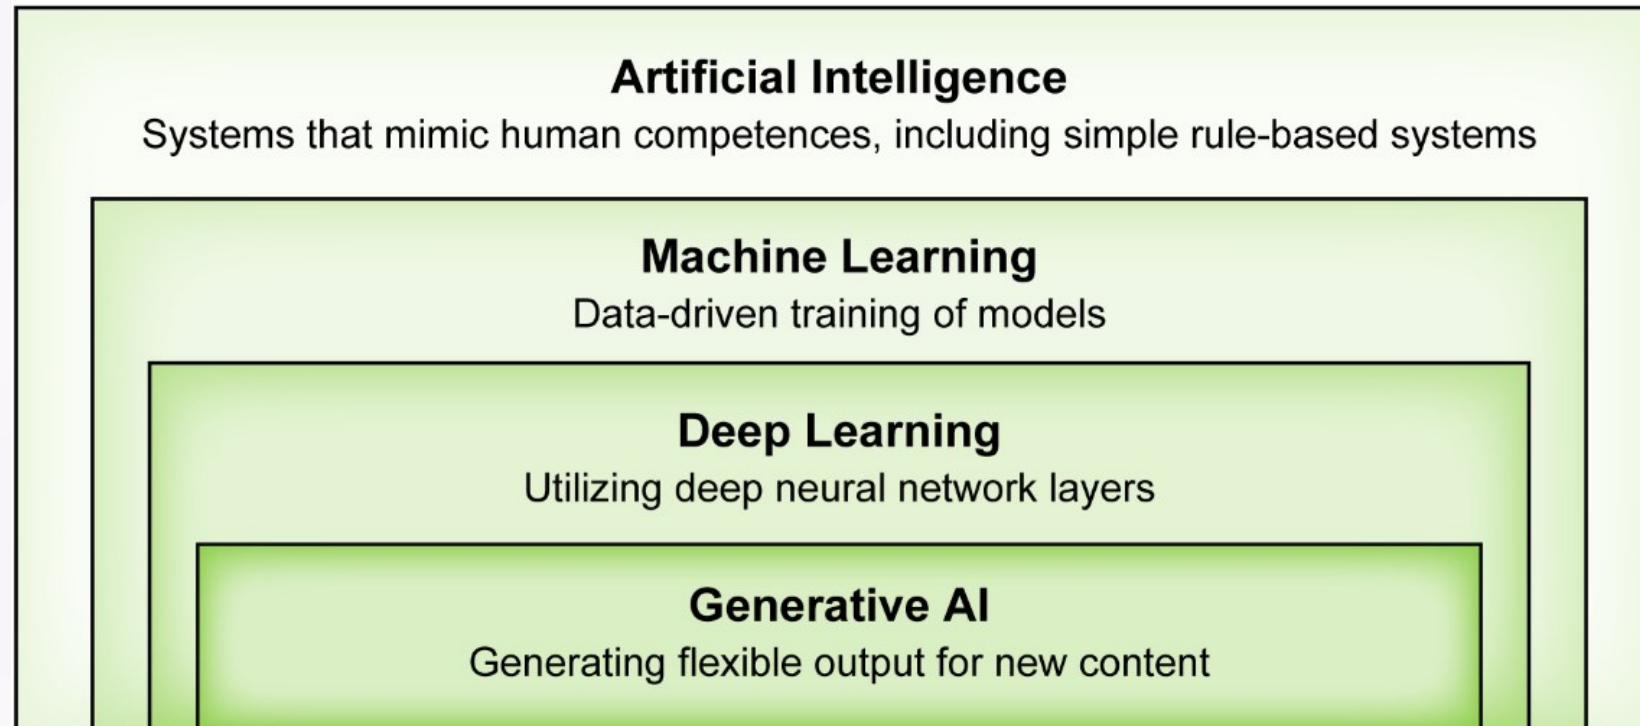 Artificial Intelligence
Systems that mimic human competences, including simple rule-based systems
Machine Learning
Data-driven training of models
Deep Learning
Utilizing deep neural network layers
Generative AI
Generating flexible output for new content